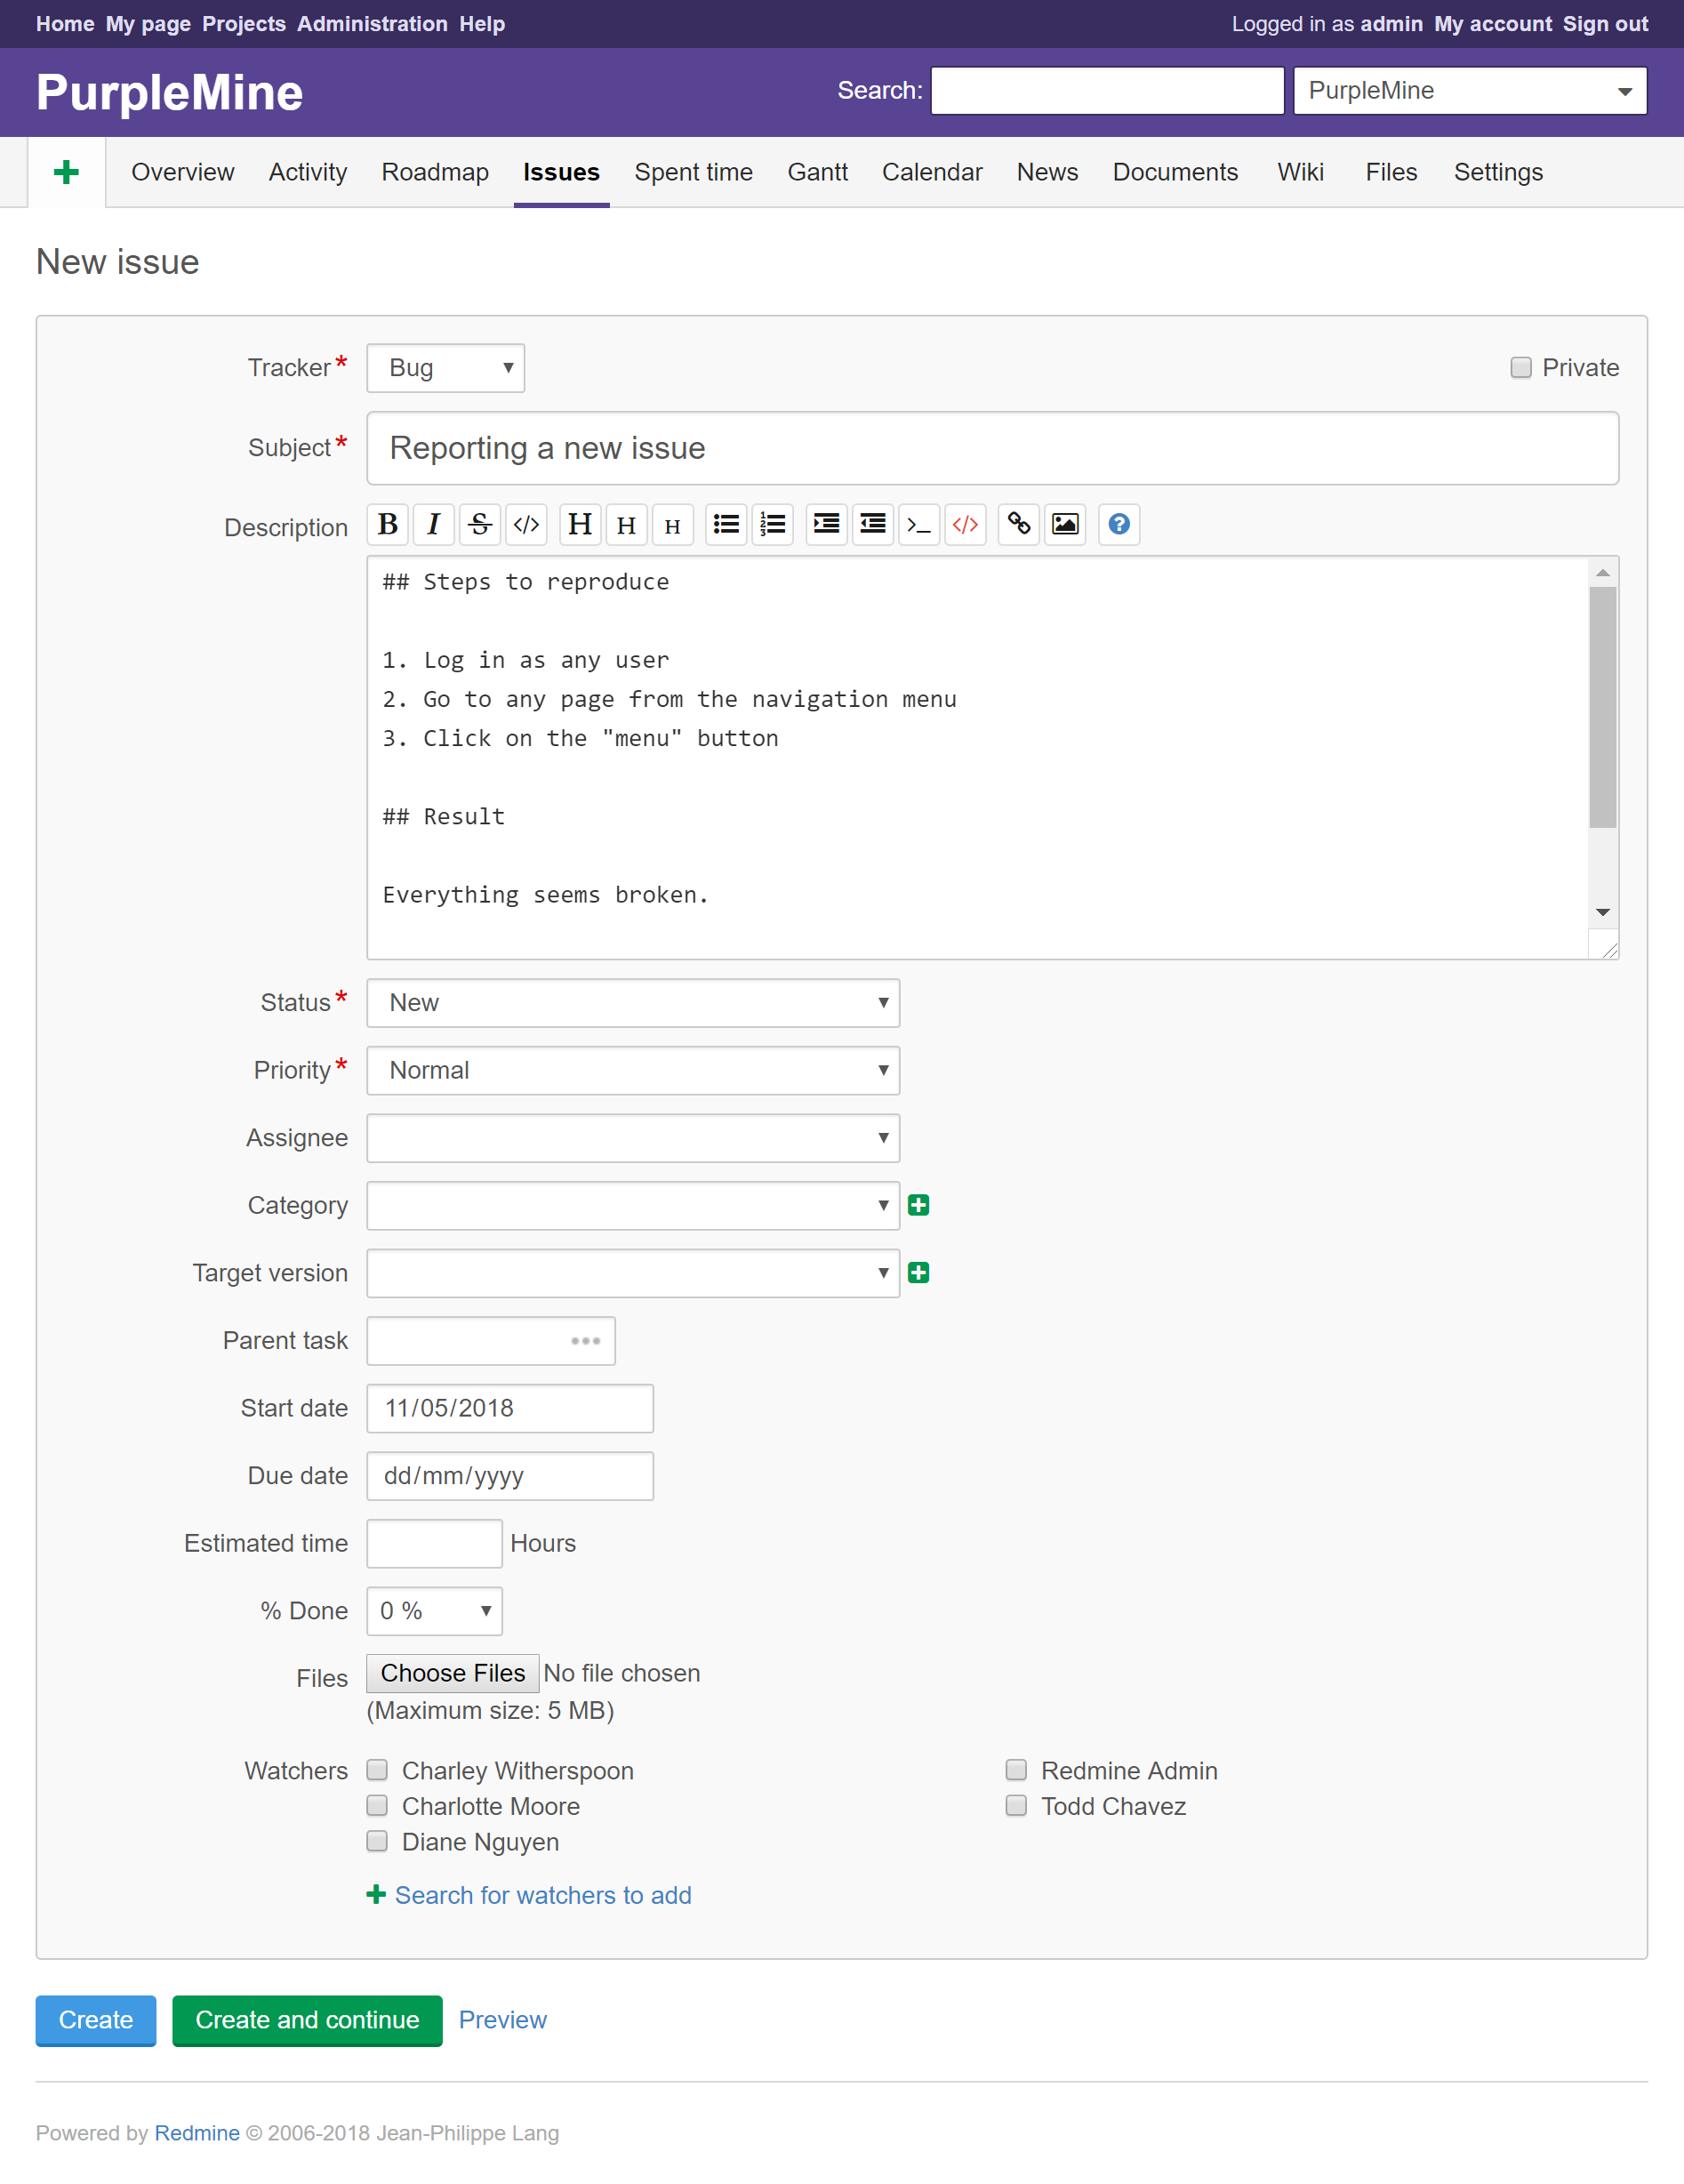 Home My page Projects Administration Help Logged in as admin My account Sign out
PurpleMine Search: PurpleMine
Overview Activity Roadmap Issues Spent time Gantt Calendar News Documents Wiki Files Settings
New issue
Tracker* Bug Private
Subject* Reporting a new issue
Description B I S </> H H H 1 2 3 >_ </> ?
## Steps to reproduce
1. Log in as any user
2. Go to any page from the navigation menu
3. Click on the "menu" button
## Result
Everything seems broken.
Status* New
Priority* Normal
Assignee
Category
Target version
Parent task
Start date 11/05/2018
Due date dd/mm/yyyy
Estimated time Hours
% Done 0 %
Files Choose Files No file chosen
(Maximum size: 5 MB)
Watchers Charley Witherspoon Redmine Admin
Charlotte Moore Todd Chavez
Diane Nguyen
Search for watchers to add
Create Create and continue Preview
Powered by Redmine © 2006-2018 Jean-Philippe Lang